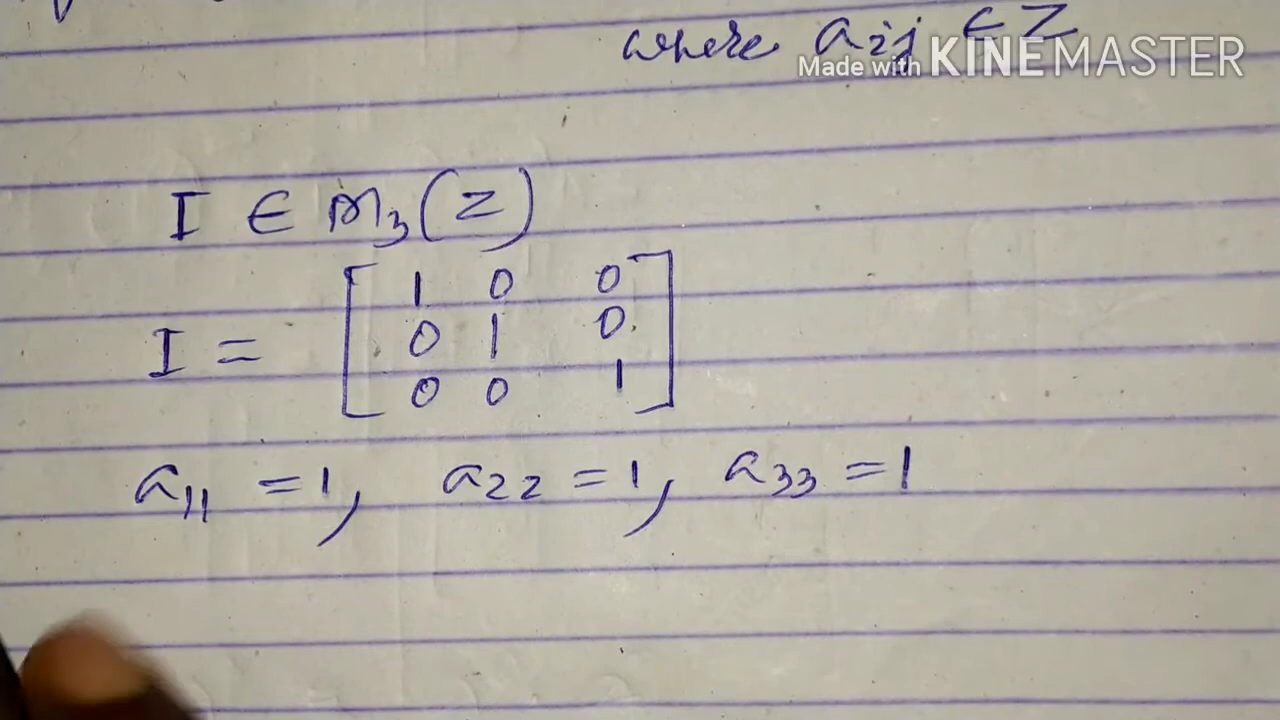 where aij ∈ Z
Made with KINEMASTER
I ∈ M₃(Z)
I = [ 1 0 0
0 1 0
0 0 1 ]
a₁₁ = 1, a₂₂ = 1, a₃₃ = 1